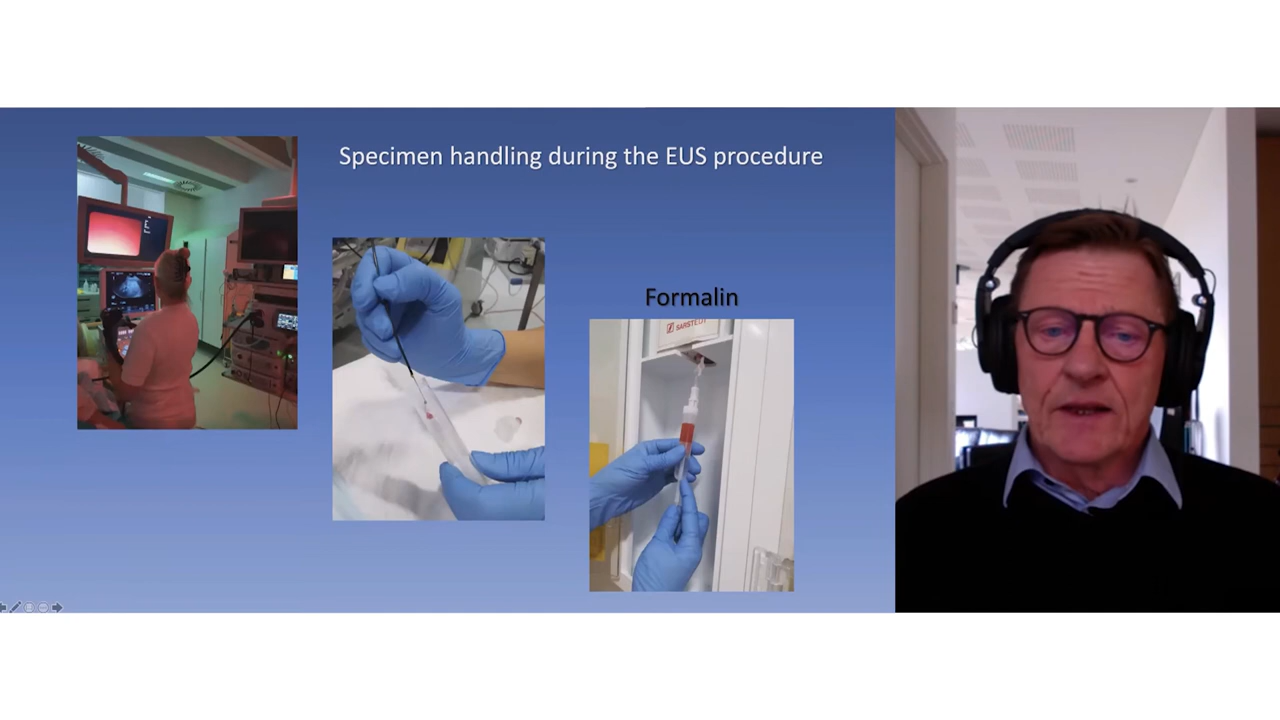 Specimen handling during the EUS procedure
Formalin
SARSTEDT